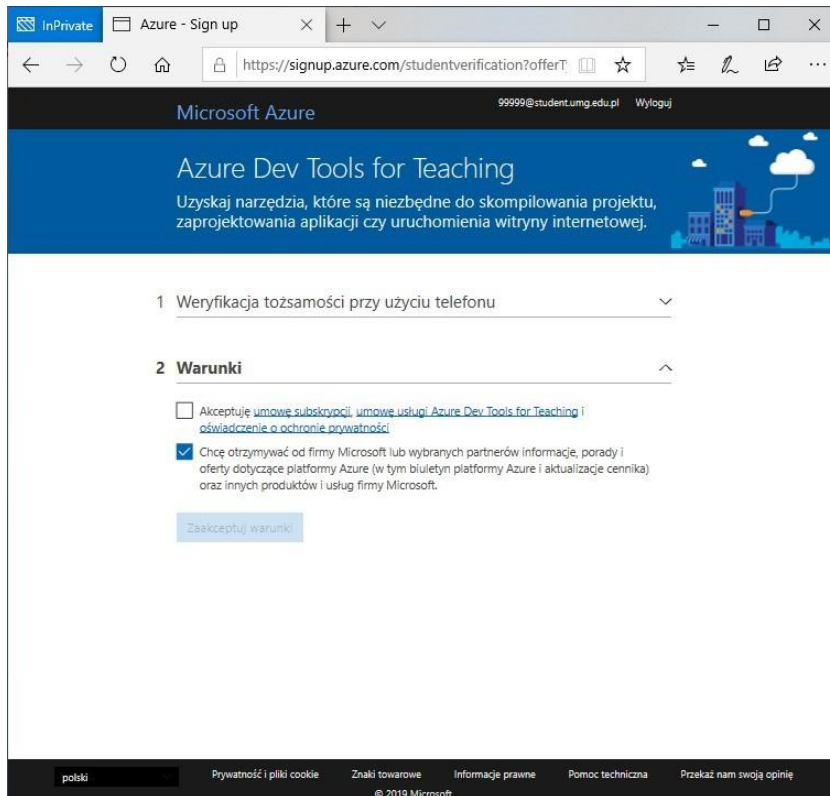 InPrivate
Azure - Sign up
https://signup.azure.com/studentverification?offerT
Microsoft Azure
99999@student.umg.edu.pl Wyloguj
Azure Dev Tools for Teaching
Uzyskaj narzędzia, które są niezbędne do skompilowania projektu,
zaprojektowania aplikacji czy uruchomienia witryny internetowej.
1 Weryfikacja tożsamości przy użyciu telefonu
2 Warunki
Akceptuję umowę subskrypcji, umowę usługi Azure Dev Tools for Teaching i
oświadczenie o ochronie prywatności
Chcę otrzymywać od firmy Microsoft lub wybranych partnerów informacje, porady i
oferty dotyczące platformy Azure (w tym biuletyn platformy Azure i aktualizacje cennika)
oraz innych produktów i usług firmy Microsoft.
Zaakceptuj warunki
polski Prywatność i pliki cookie Znaki towarowe Informacje prawne Pomoc techniczna Przekaż nam swoją opinię
© 2019 Microsoft